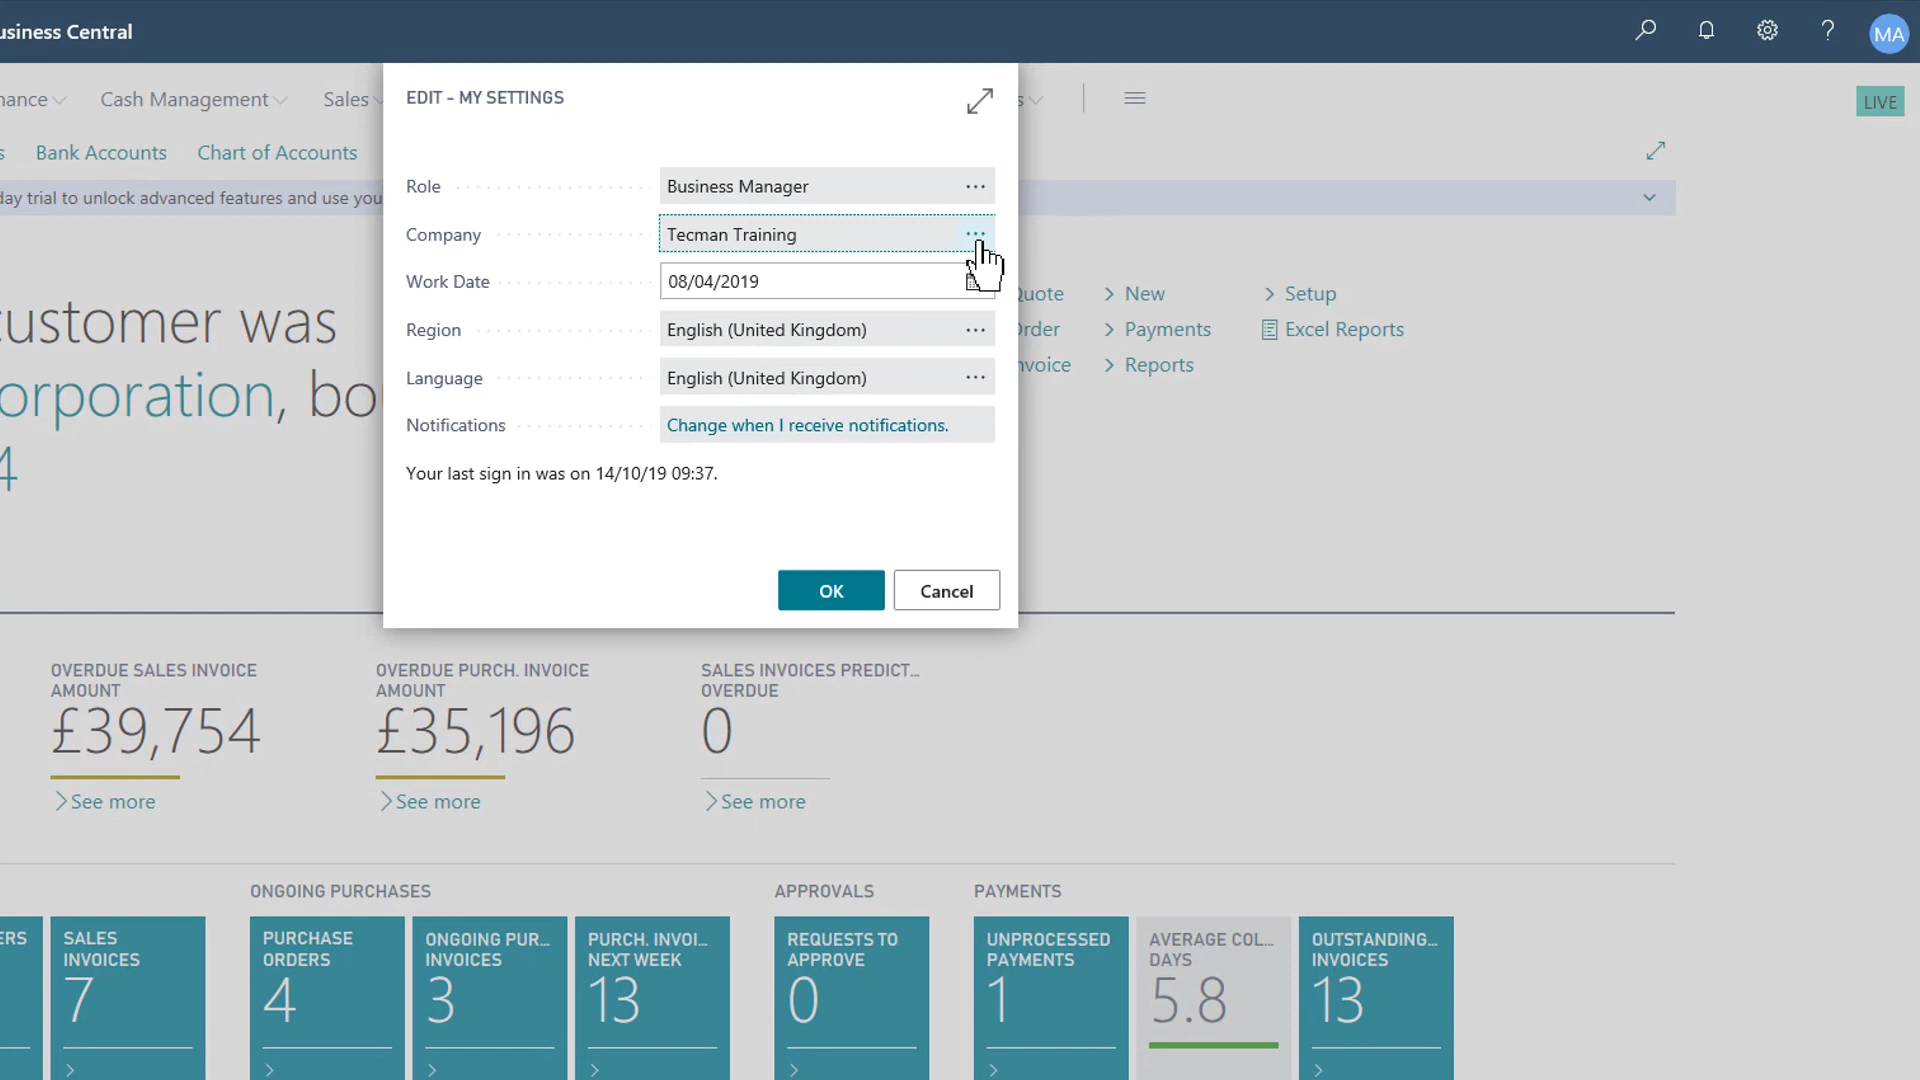 usiness Central
MA
nance
Cash Management
Sales
s
LIVE
s
Bank Accounts
Chart of Accounts
day trial to unlock advanced features and use you
EDIT - MY SETTINGS
Role
Business Manager
Company
Tecman Training
Work Date
08/04/2019
Region
English (United Kingdom)
Language
English (United Kingdom)
Notifications
Change when I receive notifications.
Your last sign in was on 14/10/19 09:37.
OK
Cancel
customer was
orporation, bou
4
Quote
Order
nvoice
New
Payments
Reports
Setup
Excel Reports
OVERDUE SALES INVOICE
AMOUNT
£39,754
See more
OVERDUE PURCH. INVOICE
AMOUNT
£35,196
See more
SALES INVOICES PREDICT...
OVERDUE
0
See more
ONGOING PURCHASES
APPROVALS
PAYMENTS
ERS
SALES
INVOICES
7
PURCHASE
ORDERS
4
ONGOING PUR...
INVOICES
3
PURCH. INVOI...
NEXT WEEK
13
REQUESTS TO
APPROVE
0
UNPROCESSED
PAYMENTS
1
AVERAGE COL...
DAYS
5.8
OUTSTANDING...
INVOICES
13